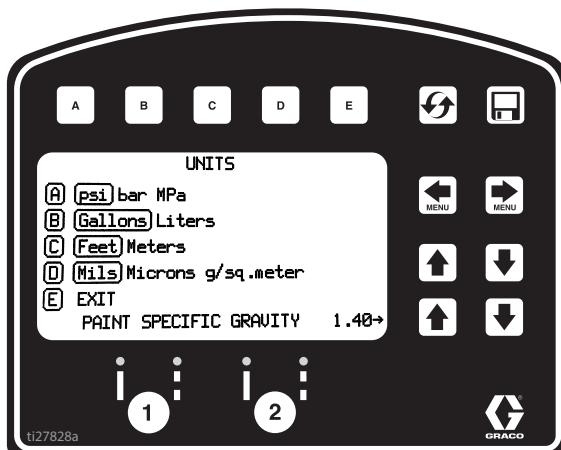 A B C D E
UNITS
A psi bar MPa
MENU MENU
B Gallons Liters
C Feet Meters
D Mils Microns g/sq.meter
E EXIT
PAINT SPECIFIC GRAVITY 1.40→
1 2
ti27828a
GRACO